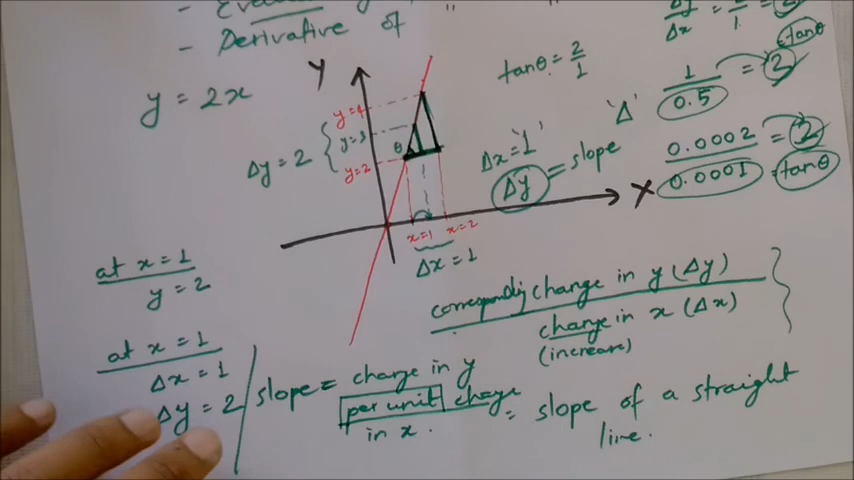 - Derivative of " "
Δy/Δx = 2/1 = 2
tanθ
y = 2x
Y
tanθ = 2/1
1/0.5 = 2
'Δ'
y=4
y=3
y=2
Δy = 2
θ
Δx = '1'
Δy = slope
0.0002/0.0001 = 2
= tanθ
X
x=1
x=2
Δx = 1
at x = 1
y = 2
corresponding change in y (Δy)
change in x (Δx)
(increase)
at x = 1
Δx = 1
Δy = 2
slope = change in y
per unit change
in x.
= slope of a straight
line.